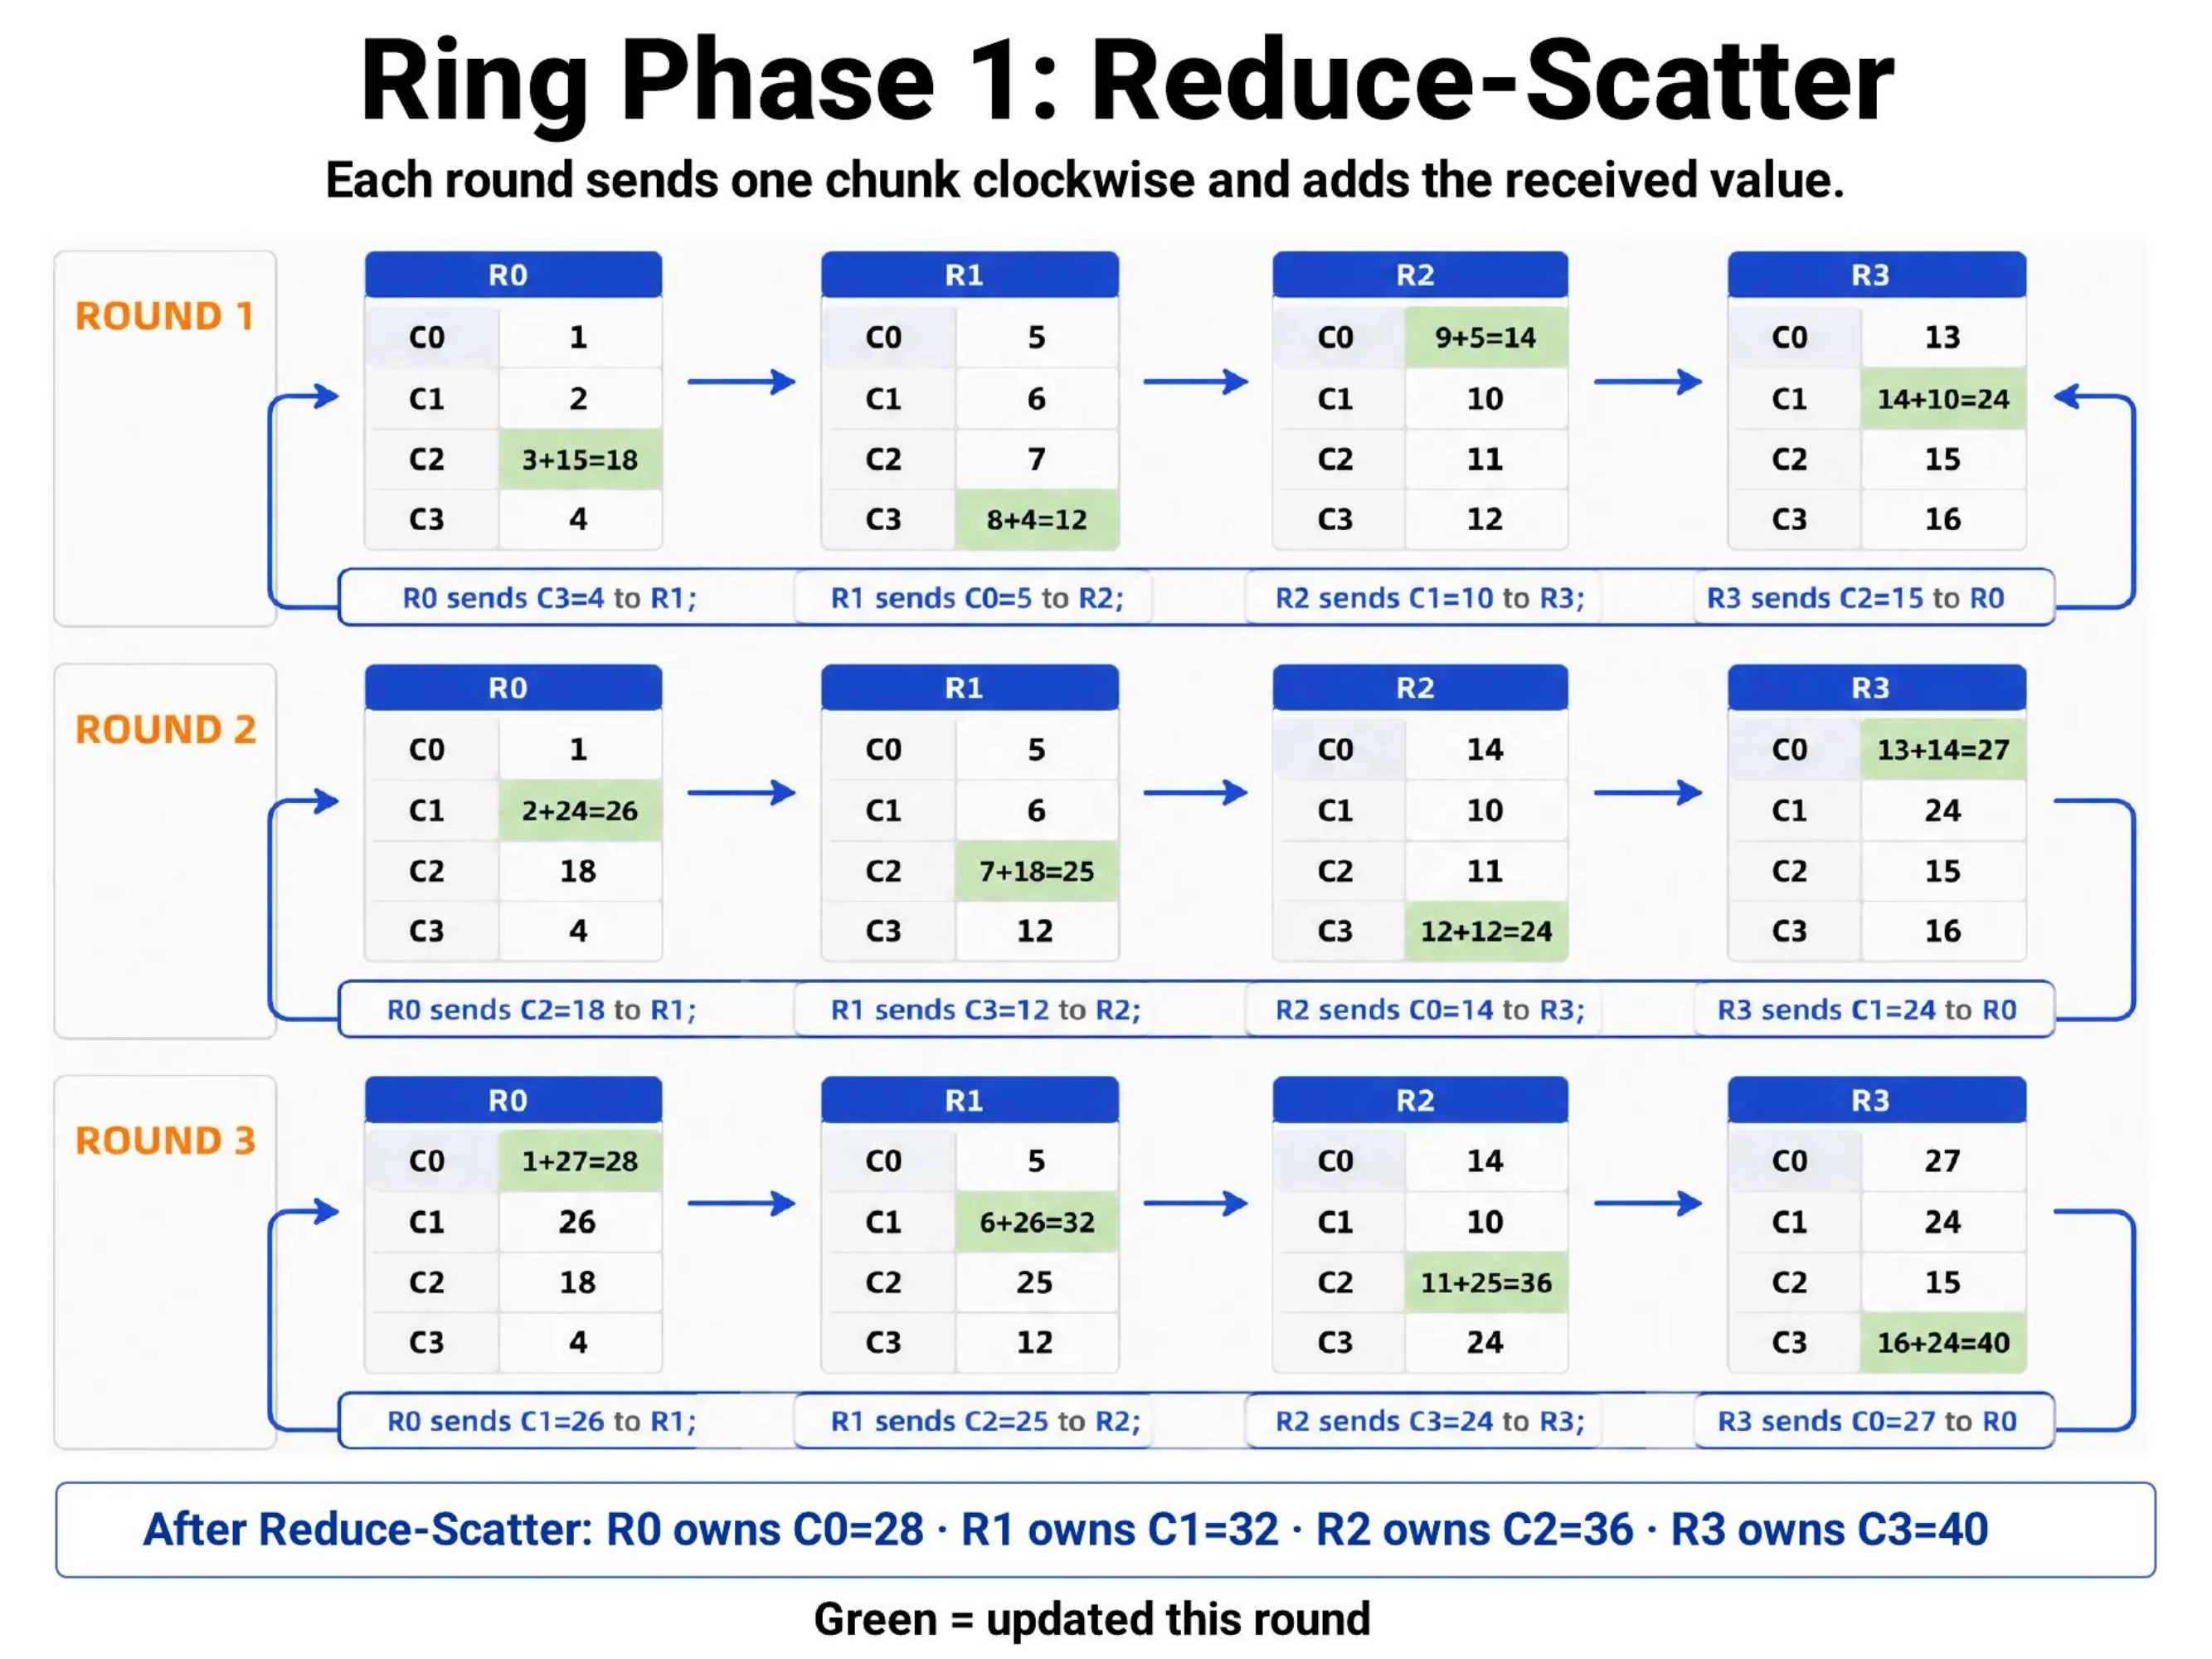 Ring Phase 1: Reduce-Scatter
Each round sends one chunk clockwise and adds the received value.
ROUND 1
R0 R1 R2 R3
C0 1 C0 5 C0 9+5=14 C0 13
C1 2 C1 6 C1 10 C1 14+10=24
C2 3+15=18 C2 7 C2 11 C2 15
C3 4 C3 8+4=12 C3 12 C3 16
R0 sends C3=4 to R1; R1 sends C0=5 to R2; R2 sends C1=10 to R3; R3 sends C2=15 to R0
ROUND 2
R0 R1 R2 R3
C0 1 C0 5 C0 14 C0 13+14=27
C1 2+24=26 C1 6 C1 10 C1 24
C2 18 C2 7+18=25 C2 11 C2 15
C3 4 C3 12 C3 12+12=24 C3 16
R0 sends C2=18 to R1; R1 sends C3=12 to R2; R2 sends C0=14 to R3; R3 sends C1=24 to R0
ROUND 3
R0 R1 R2 R3
C0 1+27=28 C0 5 C0 14 C0 27
C1 26 C1 6+26=32 C1 10 C1 24
C2 18 C2 25 C2 11+25=36 C2 15
C3 4 C3 12 C3 24 C3 16+24=40
R0 sends C1=26 to R1; R1 sends C2=25 to R2; R2 sends C3=24 to R3; R3 sends C0=27 to R0
After Reduce-Scatter: R0 owns C0=28 · R1 owns C1=32 · R2 owns C2=36 · R3 owns C3=40
Green = updated this round